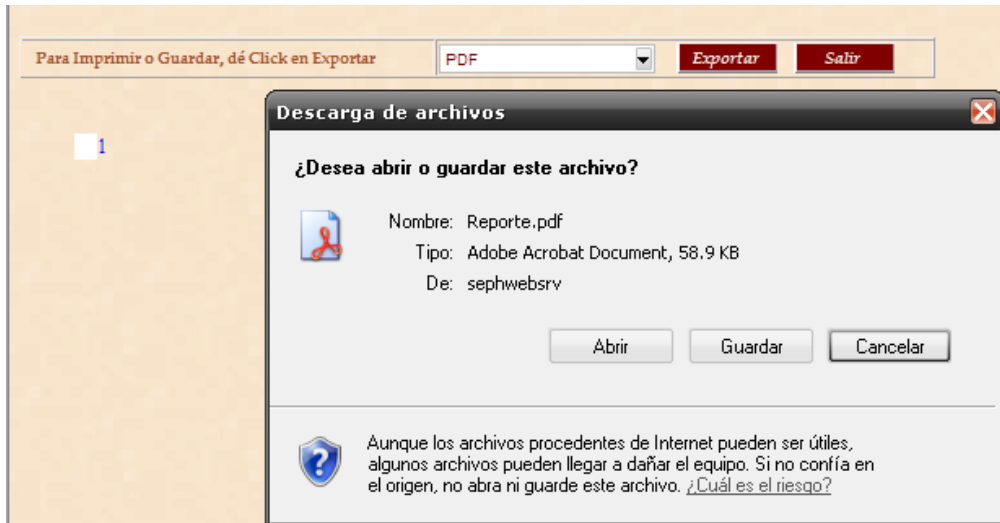 Para Imprimir o Guardar, dé Click en Exportar PDF Exportar Salir
Descarga de archivos
1
¿Desea abrir o guardar este archivo?
Nombre: Reporte.pdf
Tipo: Adobe Acrobat Document, 58.9 KB
De: sephwebsrv
Abrir Guardar Cancelar
Aunque los archivos procedentes de Internet pueden ser útiles,
algunos archivos pueden llegar a dañar el equipo. Si no confía en
el origen, no abra ni guarde este archivo. ¿Cuál es el riesgo?